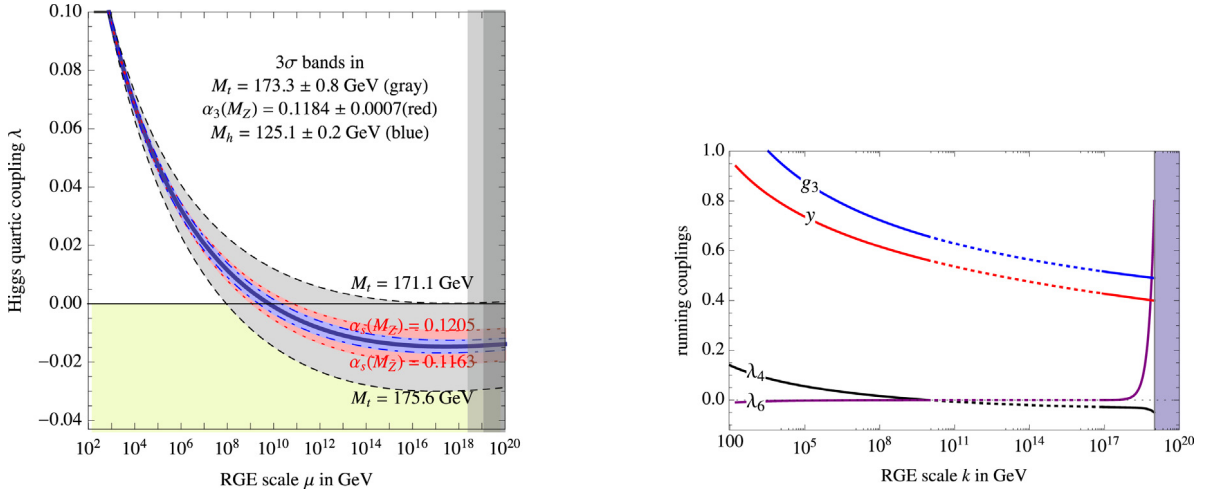 0.10
0.08
0.06
0.04
0.02
0.00
−0.02
−0.04
Higgs quartic coupling λ
3σ bands in
M_t = 173.3 ± 0.8 GeV (gray)
α_3(M_Z) = 0.1184 ± 0.0007(red)
M_h = 125.1 ± 0.2 GeV (blue)
M_t = 171.1 GeV
α_s(M_Z) = 0.1205
α_s(M_Z) = 0.1163
M_t = 175.6 GeV
10^2 10^4 10^6 10^8 10^10 10^12 10^14 10^16 10^18 10^20
RGE scale μ in GeV
1.0
0.8
0.6
0.4
0.2
0.0
running couplings
g_3
y
λ_4
λ_6
100 10^5 10^8 10^11 10^14 10^17 10^20
RGE scale k in GeV